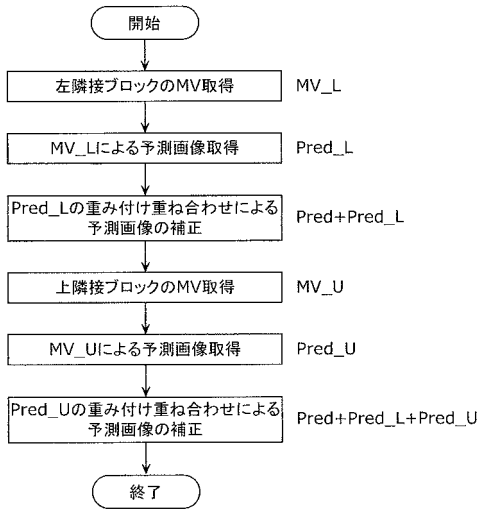 開始
左隣接ブロックのMV取得
MV_L
MV_Lによる予測画像取得
Pred_L
Pred_Lの重み付け重ね合わせによる
予測画像の補正
Pred+Pred_L
上隣接ブロックのMV取得
MV_U
MV_Uによる予測画像取得
Pred_U
Pred_Uの重み付け重ね合わせによる
予測画像の補正
Pred+Pred_L+Pred_U
終了